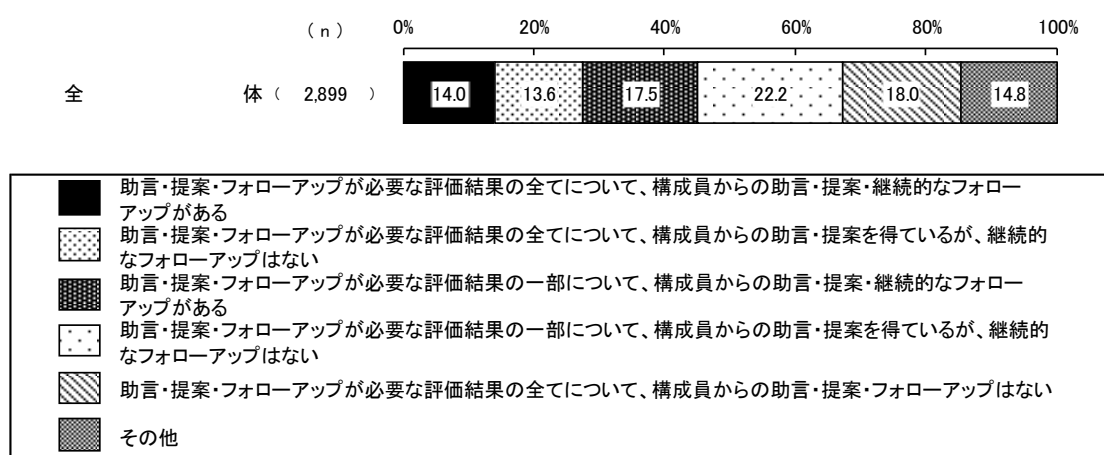 （n） 0% 20% 40% 60% 80% 100%
全 体（ 2,899 ） 14.0 13.6 17.5 22.2 18.0 14.8
助言・提案・フォローアップが必要な評価結果の全てについて、構成員からの助言・提案・継続的なフォロー
アップがある
助言・提案・フォローアップが必要な評価結果の全てについて、構成員からの助言・提案を得ているが、継続的
なフォローアップはない
助言・提案・フォローアップが必要な評価結果の一部について、構成員からの助言・提案・継続的なフォロー
アップがある
助言・提案・フォローアップが必要な評価結果の一部について、構成員からの助言・提案を得ているが、継続的
なフォローアップはない
助言・提案・フォローアップが必要な評価結果の全てについて、構成員からの助言・提案・フォローアップはない
その他